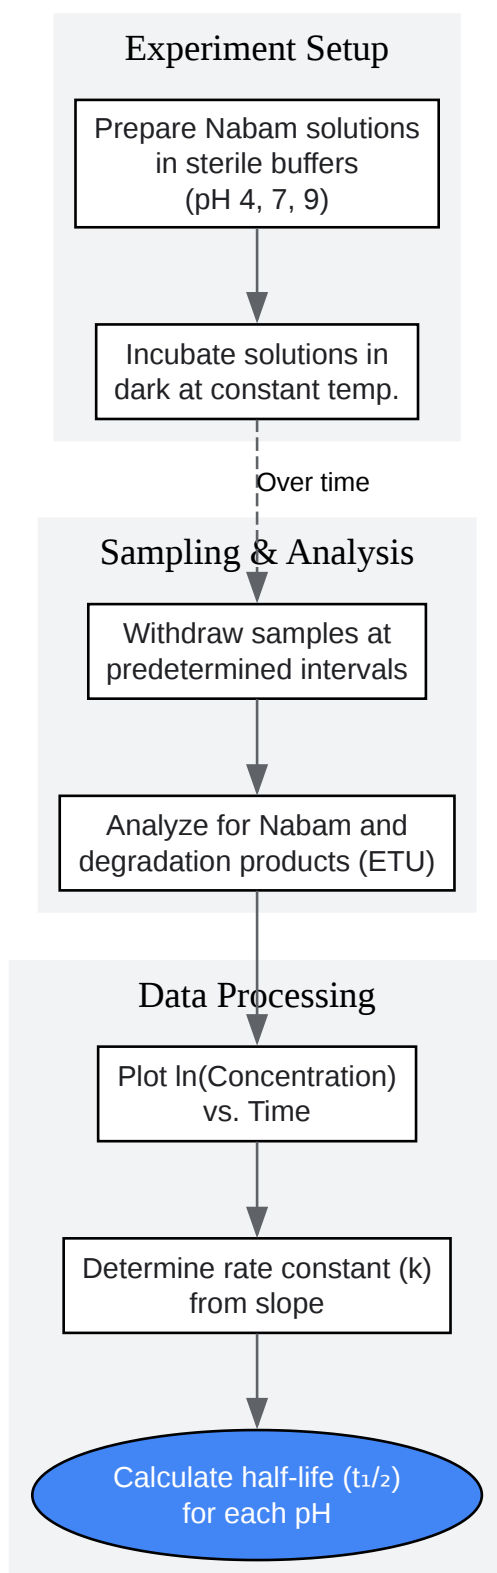 Experiment Setup
Prepare Nabam solutions
in sterile buffers
(pH 4, 7, 9)
Incubate solutions in
dark at constant temp.
Over time
Sampling & Analysis
Withdraw samples at
predetermined intervals
Analyze for Nabam and
degradation products (ETU)
Data Processing
Plot ln(Concentration)
vs. Time
Determine rate constant (k)
from slope
Calculate half-life (t₁/₂)
for each pH